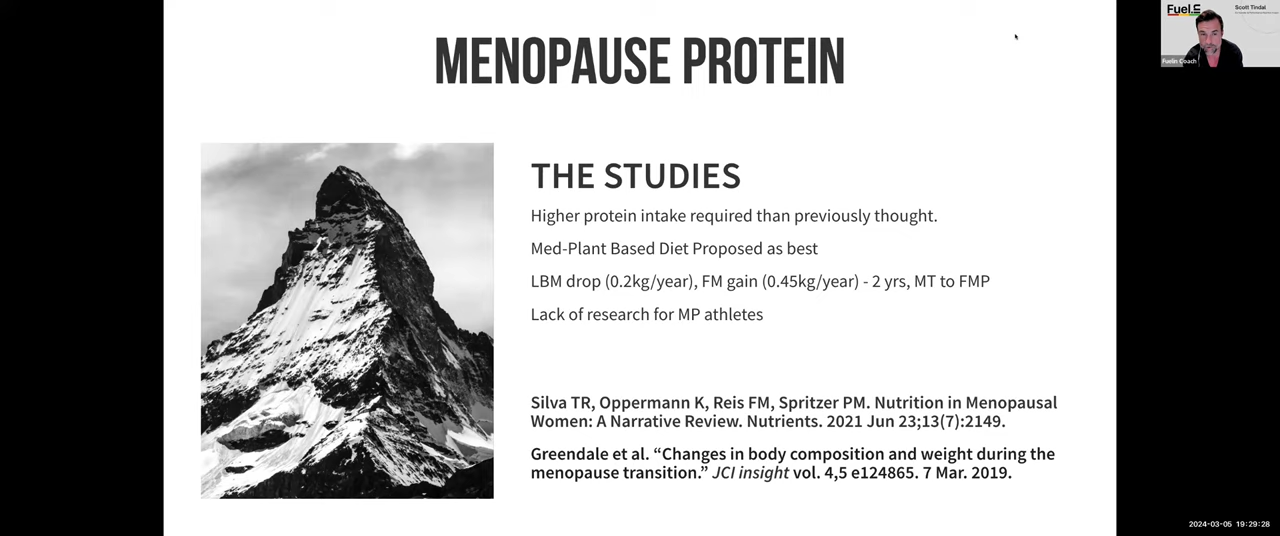 MENOPAUSE PROTEIN
THE STUDIES
Higher protein intake required than previously thought.
Med-Plant Based Diet Proposed as best
LBM drop (0.2kg/year), FM gain (0.45kg/year) - 2 yrs, MT to FMP
Lack of research for MP athletes
Silva TR, Oppermann K, Reis FM, Spritzer PM. Nutrition in Menopausal
Women: A Narrative Review. Nutrients. 2021 Jun 23;13(7):2149.
Greendale et al. “Changes in body composition and weight during the
menopause transition.” JCI insight vol. 4,5 e124865. 7 Mar. 2019.
Fuel.in
Scott Tindal
Fuelin Coach
2024-03-05 19:29:28